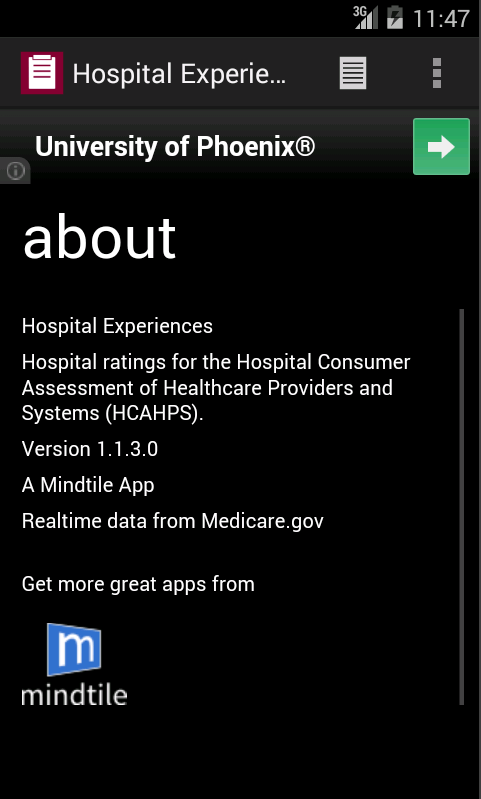 3G 11:47
Hospital Experie...
University of Phoenix®
about
Hospital Experiences
Hospital ratings for the Hospital Consumer
Assessment of Healthcare Providers and
Systems (HCAHPS).
Version 1.1.3.0
A Mindtile App
Realtime data from Medicare.gov
Get more great apps from
m
mindtile